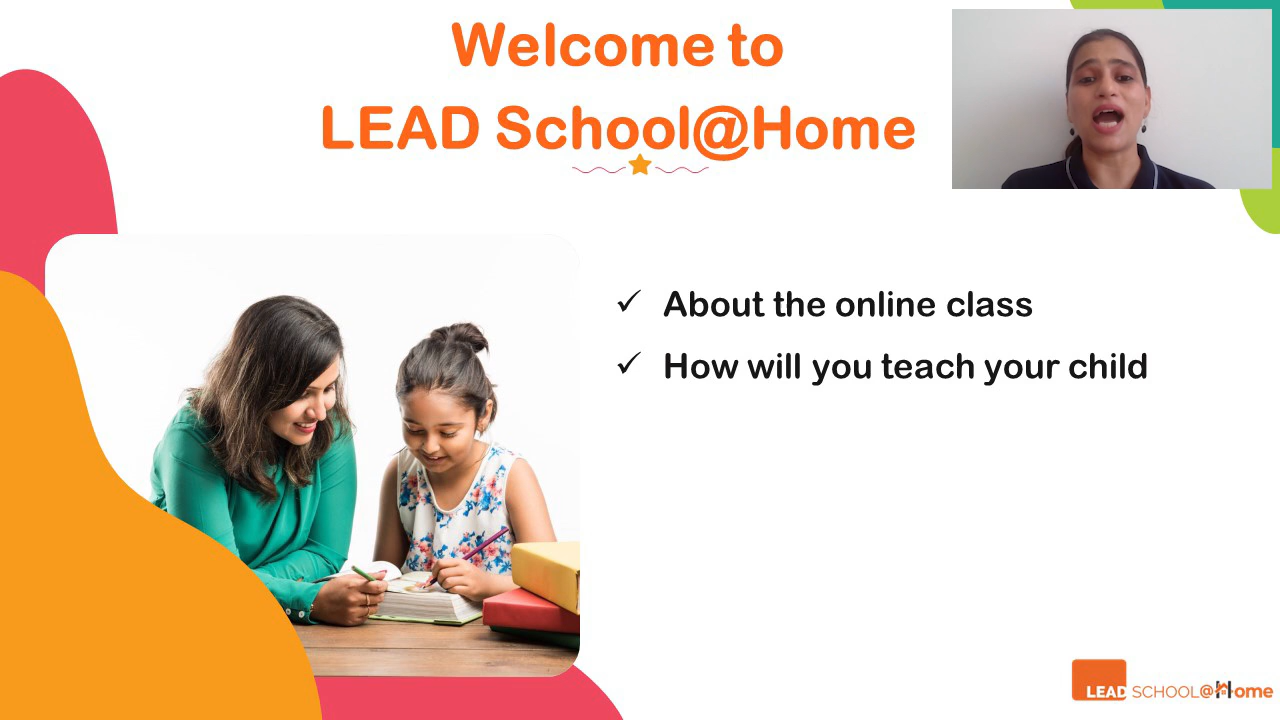 Welcome to
LEAD School@Home
About the online class
How will you teach your child
LEAD SCHOOL@Home